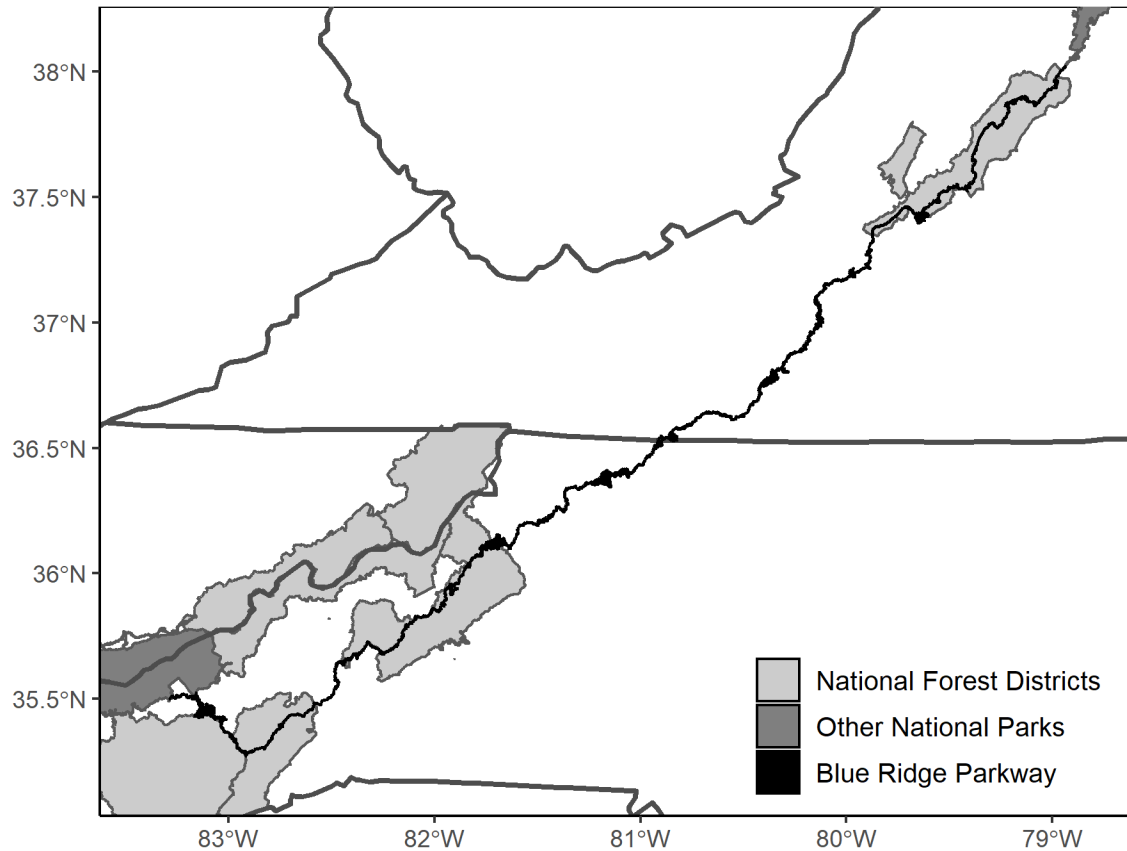 38°N
37.5°N
37°N
36.5°N
36°N
35.5°N
National Forest Districts
Other National Parks
Blue Ridge Parkway
83°W
82°W
81°W
80°W
79°W